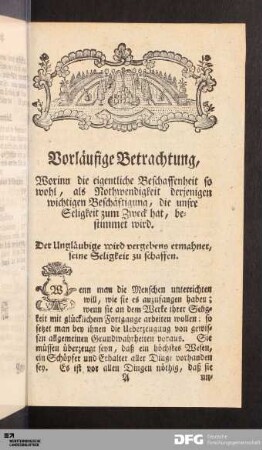 Vorläufige Betrachtung,
Worinn die eigentliche Beschaffenheit so
wohl, als Nothwendigkeit derjenigen
wichtigen Beschäftigung, die unsre
Seligkeit zum Zweck hat, be-
stimmet wird.
Der Ungläubige wird vergebens ermahnet,
seine Seligkeit zu schaffen.
Wenn man die Menschen unterrichten
will, wie sie es anzufangen haben;
wenn sie an dem Werke ihrer Selig-
keit mit glücklichem Fortgange arbeiten wollen: so
setzet man bey ihnen die Ueberzeugung von gewis-
sen allgemeinen Grundwahrheiten voraus. Sie
müssen überzeugt seyn, daß ein höchstes Wesen,
ein Schöpfer und Erhalter aller Dinge vorhanden
sey. Es ist vor allen Dingen nöthig, daß sie
A
DFG
Deutsche
Forschungsgemeinschaft